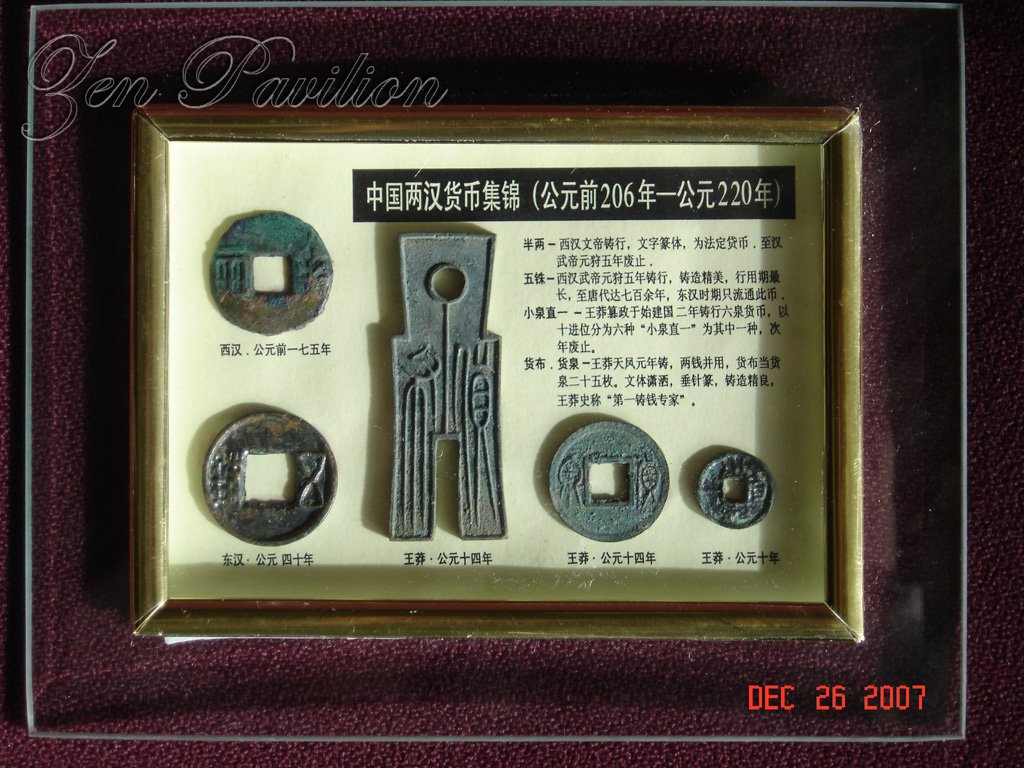 Zen Pavilion
中国两汉货币集锦（公元前206年—公元220年）
半两－西汉文帝铸行，文字篆体，为法定货币．至汉
武帝元狩五年废止．
五铢－西汉武帝元狩五年铸行，铸造精美，行用期最
长，至唐代达七百余年，东汉时期只流通此币．
小泉直一－王莽篡政于始建国二年铸行六泉货币，以
十进位分为六种“小泉直一”为其中一种，次
年废止。
货布．货泉－王莽天凤元年铸，两钱并用，货布当货
泉二十五枚。文体潇洒，垂针篆，铸造精良，
王莽史称“第一铸钱专家”。
西汉．公元前一七五年
东汉·公元 四十年
王莽·公元十四年
王莽·公元十四年
王莽·公元十年
DEC 26 2007